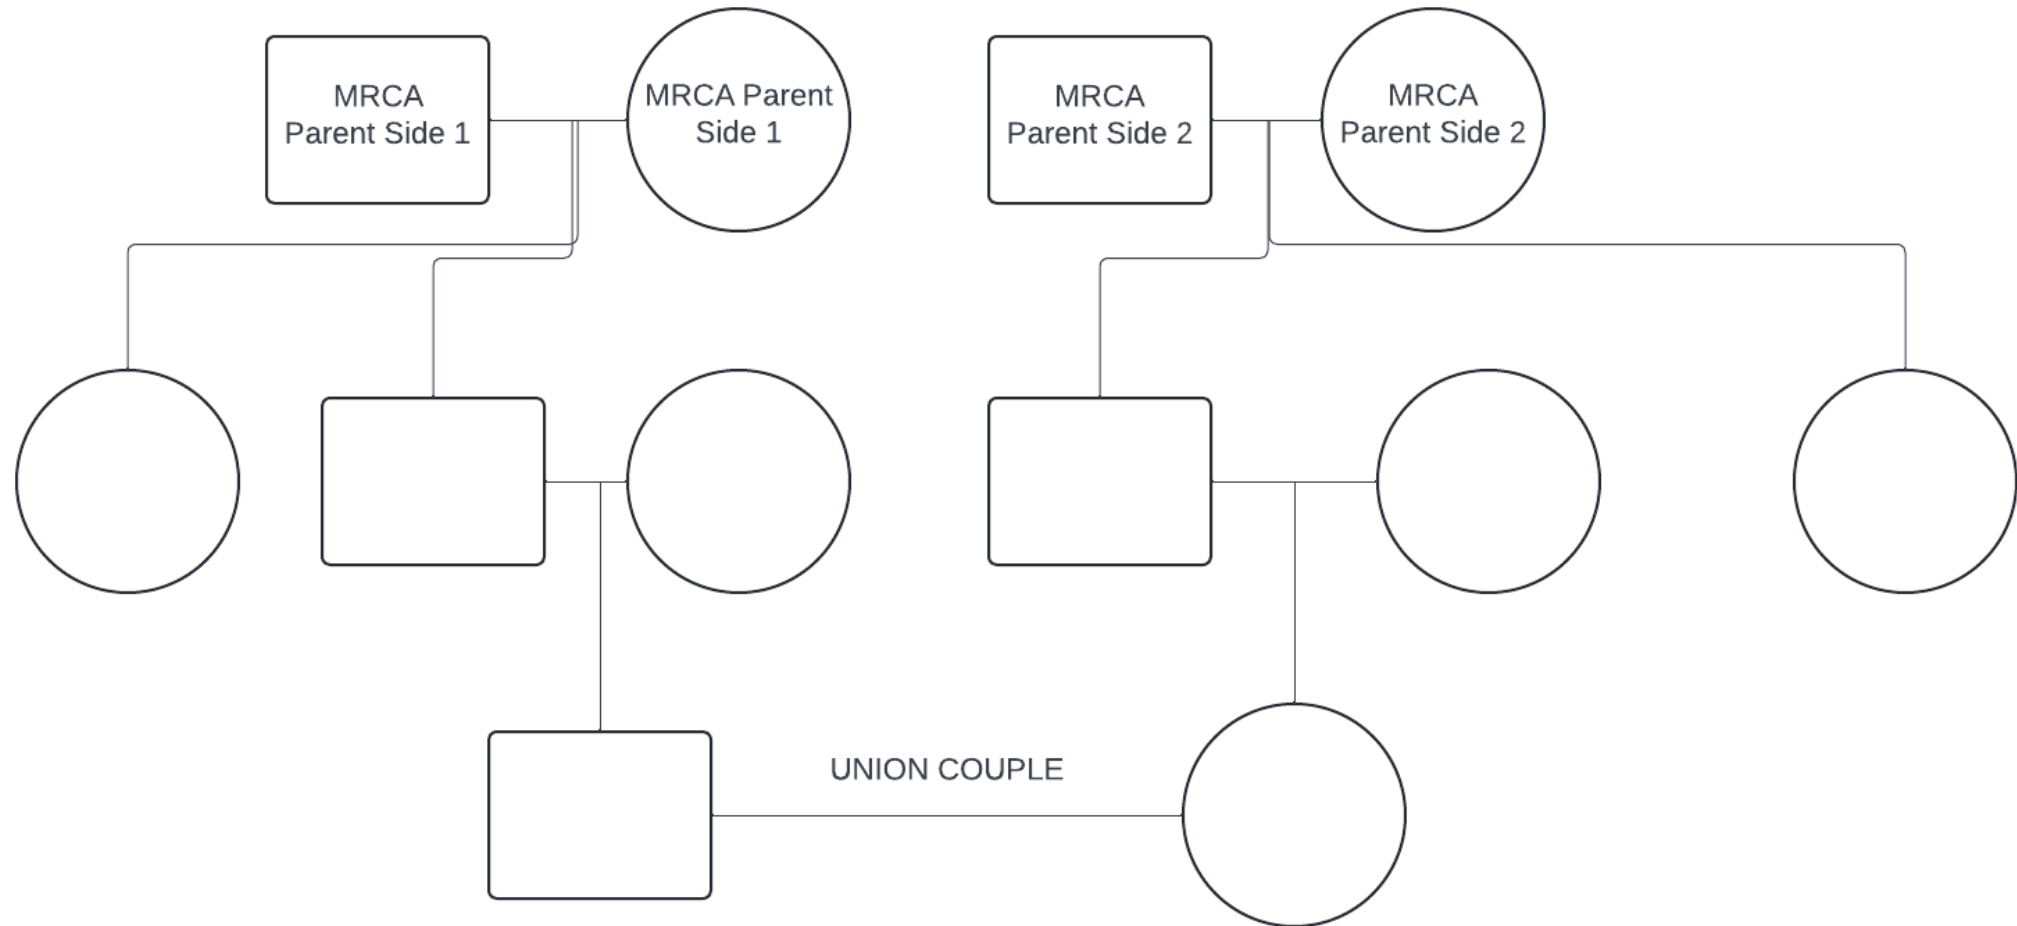 MRCA
Parent Side 1
MRCA Parent
Side 1
MRCA
Parent Side 2
MRCA
Parent Side 2
UNION COUPLE